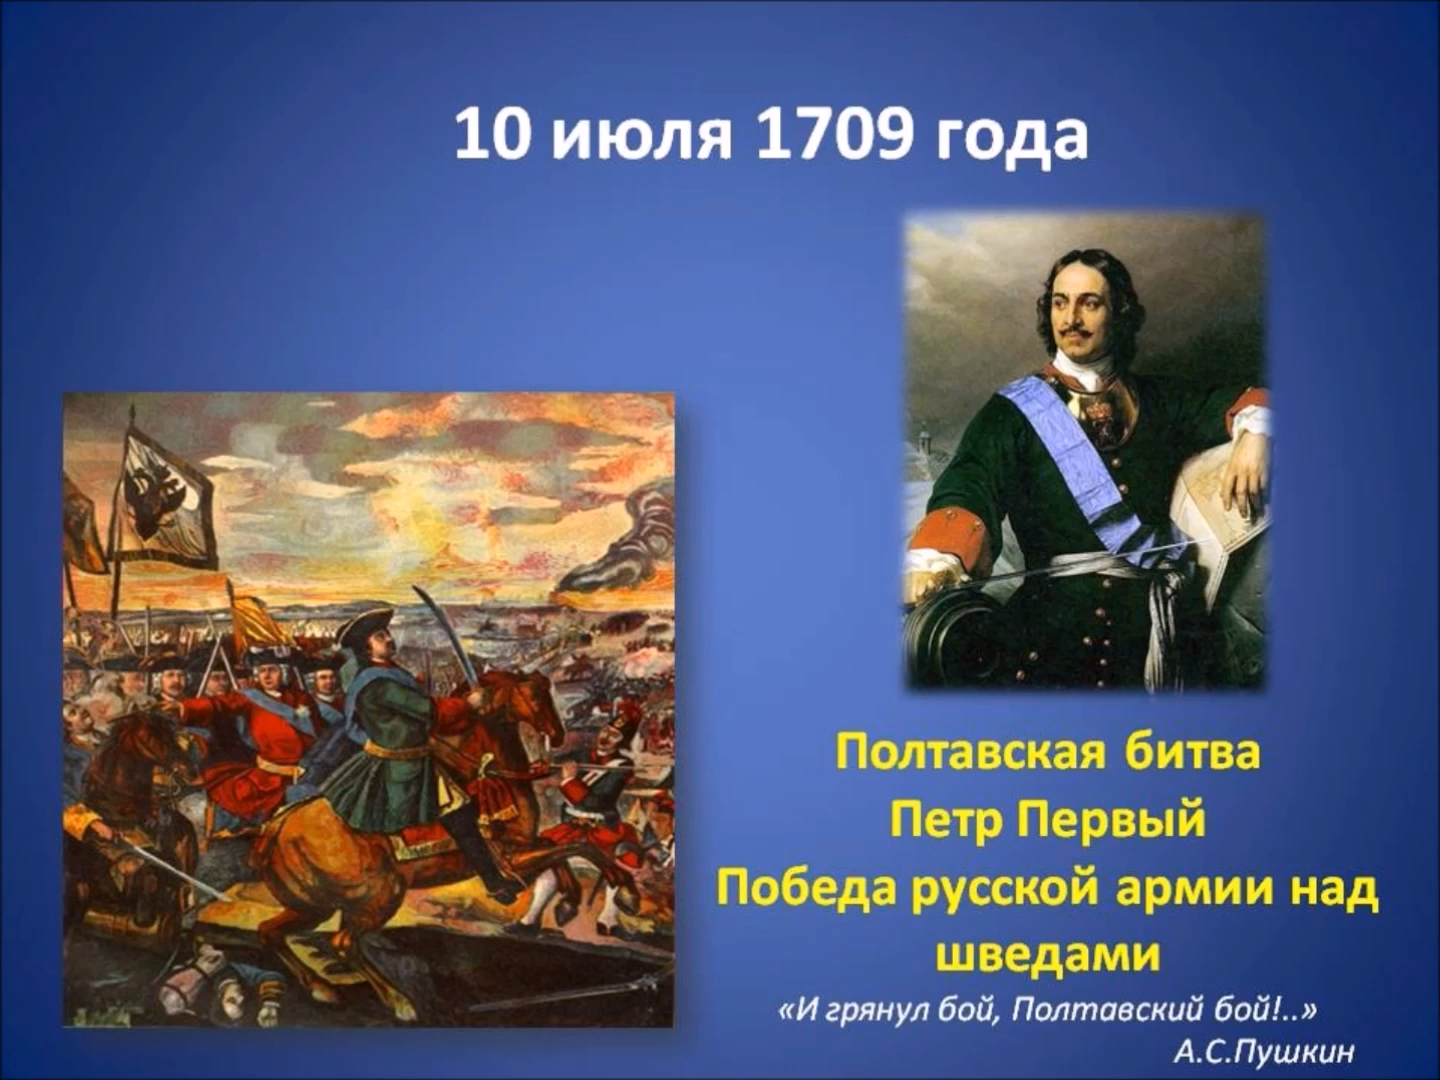 10 июля 1709 года
Полтавская битва
Петр Первый
Победа русской армии над
шведами
«И грянул бой, Полтавский бой!..»
А.С.Пушкин